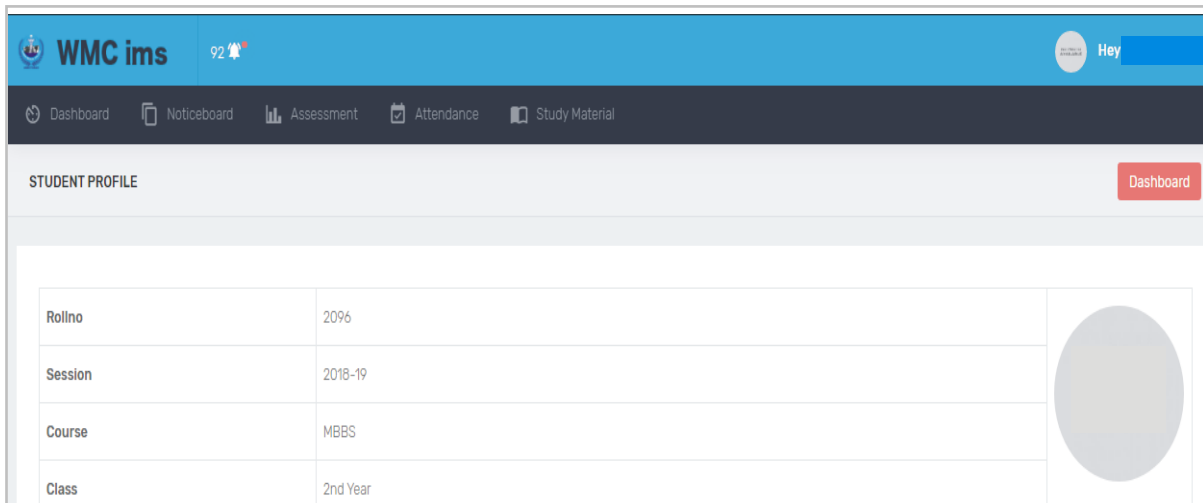 WMC ims 92 Hey
Dashboard Noticeboard Assessment Attendance Study Material
STUDENT PROFILE Dashboard
Rollno 2096
Session 2018-19
Course MBBS
Class 2nd Year